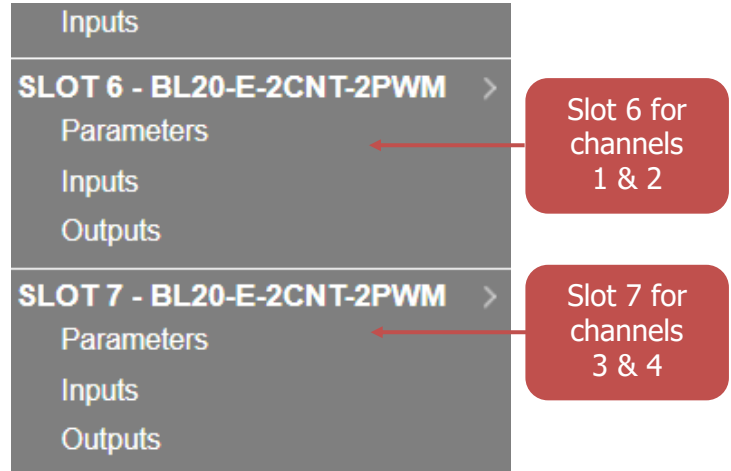 Inputs
SLOT 6 - BL20-E-2CNT-2PWM >
Parameters
Inputs
Outputs
Slot 6 for
channels
1 & 2
SLOT 7 - BL20-E-2CNT-2PWM >
Parameters
Inputs
Outputs
Slot 7 for
channels
3 & 4